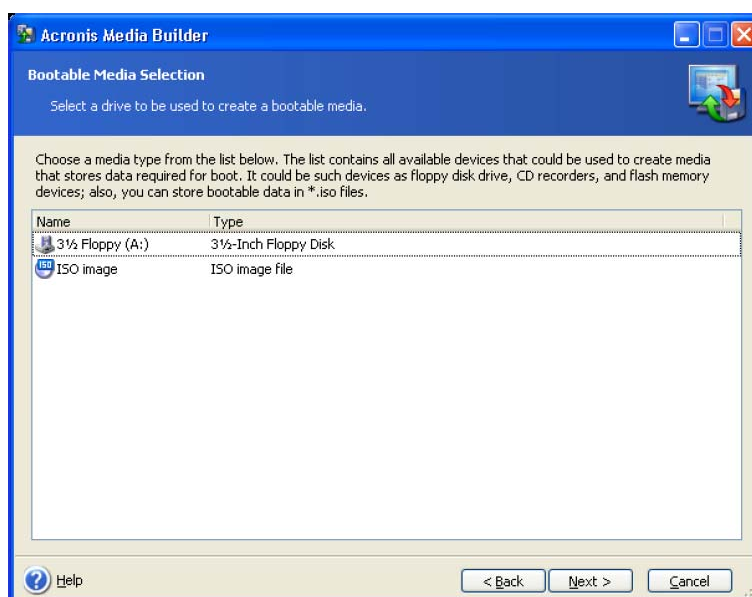 Acronis Media Builder
Bootable Media Selection
Select a drive to be used to create a bootable media.
Choose a media type from the list below. The list contains all available devices that could be used to create media
that stores data required for boot. It could be such devices as floppy disk drive, CD recorders, and flash memory
devices; also, you can store bootable data in *.iso files.
Name Type
3½ Floppy (A:) 3½-Inch Floppy Disk
ISO ISO image ISO image file
? Help < Back Next > Cancel